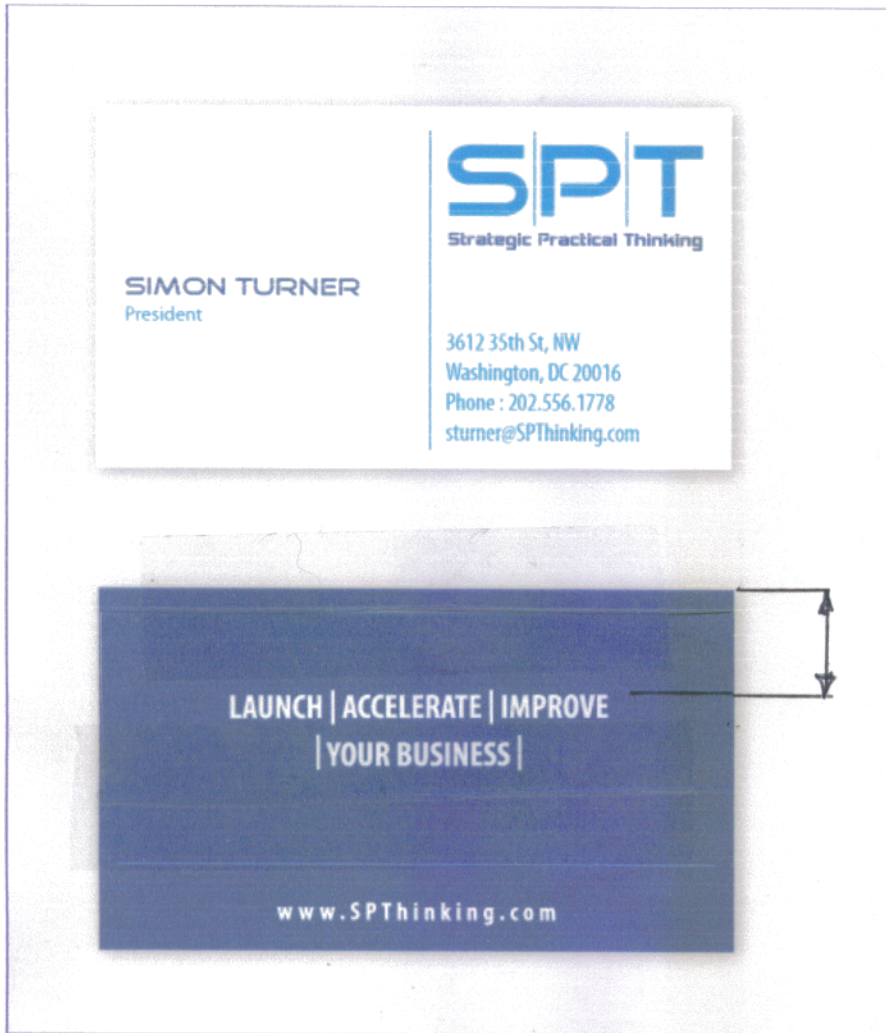 S|P|T
Strategic Practical Thinking
SIMON TURNER
President
3612 35th St, NW
Washington, DC 20016
Phone : 202.556.1778
sturner@SPThinking.com
LAUNCH | ACCELERATE | IMPROVE
| YOUR BUSINESS |
www.SPThinking.com